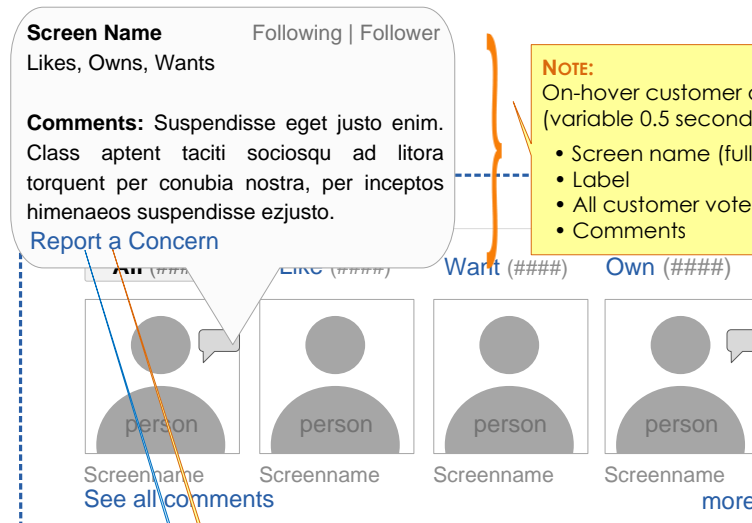 Screen Name Following | Follower
Likes, Owns, Wants
Comments: Suspendisse eget justo enim.
Class aptent taciti sociosqu ad litora
torquent per conubia nostra, per inceptos
himenaeos suspendisse ezjusto.
Report a Concern
NOTE:
On-hover customer
(variable 0.5 second
• Screen name (full
• Label
• All customer vote
• Comments
All (###
Like (####)
Want (####)
Own (####)
person
person
person
person
Screenname
Screenname
Screenname
Screenname
See all comments
more